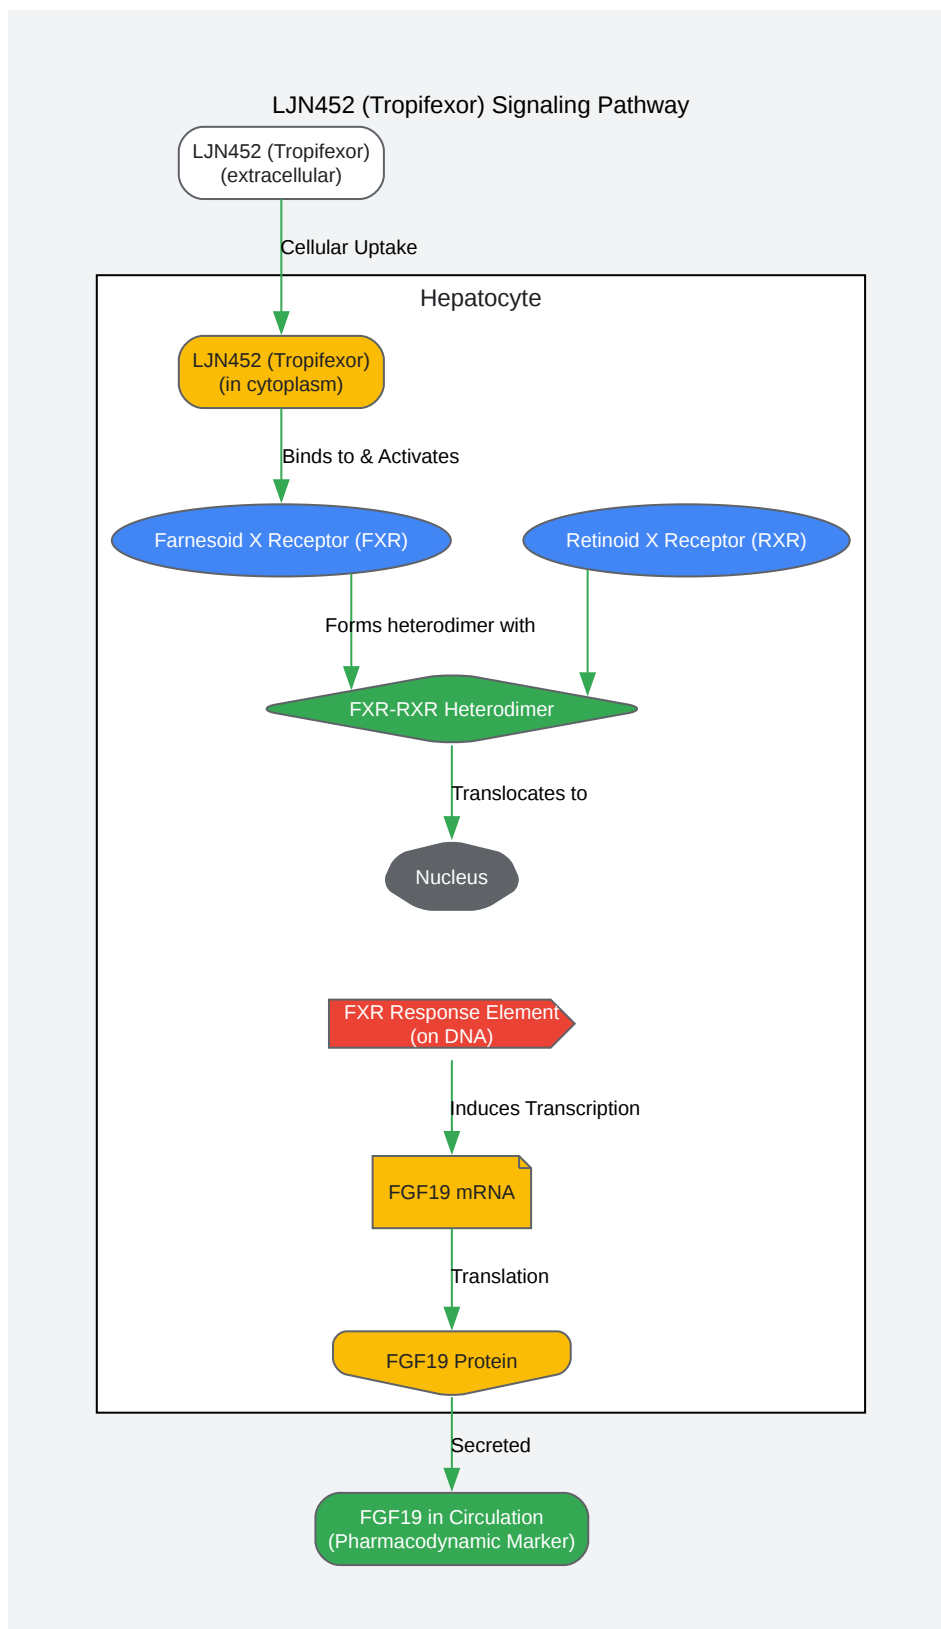 LJN452 (Tropifexor) Signaling Pathway
LJN452 (Tropifexor)
(extracellular)
Cellular Uptake
Hepatocyte
LJN452 (Tropifexor)
(in cytoplasm)
Binds to & Activates
Farnesoid X Receptor (FXR)
Retinoid X Receptor (RXR)
Forms heterodimer with
FXR-RXR Heterodimer
Translocates to
Nucleus
FXR Response Element
(on DNA)
Induces Transcription
FGF19 mRNA
Translation
FGF19 Protein
Secreted
FGF19 in Circulation
(Pharmacodynamic Marker)